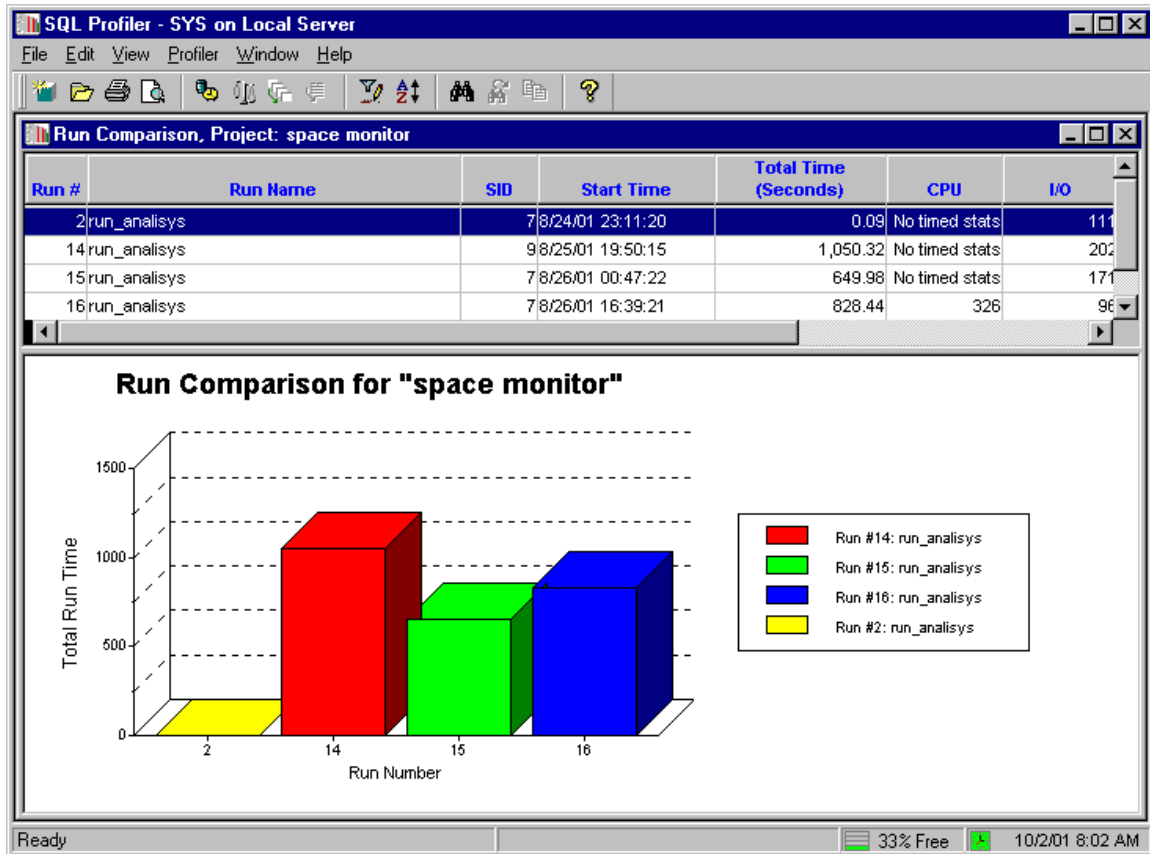 SQL Profiler - SYS on Local Server
File Edit View Profiler Window Help
Run Comparison, Project: space monitor
Run # Run Name SID Start Time Total Time (Seconds) CPU I/O
2 run_analisys 7 8/24/01 23:11:20 0.09 No timed stats 111
14 run_analisys 9 8/25/01 19:50:15 1,050.32 No timed stats 202
15 run_analisys 7 8/26/01 00:47:22 649.98 No timed stats 171
16 run_analisys 7 8/26/01 16:39:21 828.44 326 96
Run Comparison for "space monitor"
Total Run Time
1500
1000
500
0
2 14 15 16
Run Number
Run #14: run_analisys
Run #15: run_analisys
Run #16: run_analisys
Run #2: run_analisys
Ready 33% Free 10/2/01 8:02 AM